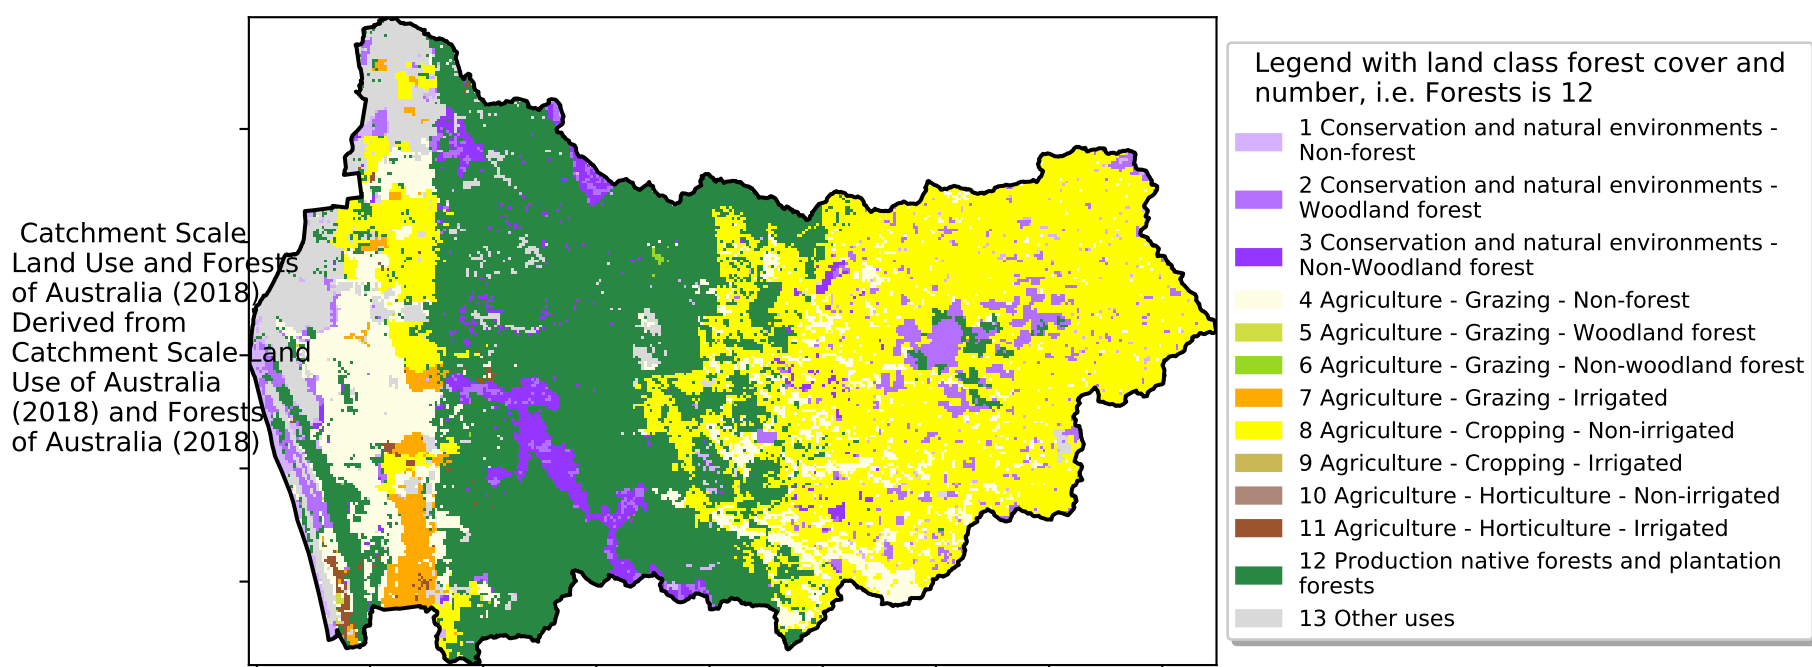 Catchment Scale
Land Use and Forests
of Australia (2018)
Derived from
Catchment Scale Land
Use of Australia
(2018) and Forests
of Australia (2018)
Legend with land class forest cover and
number, i.e. Forests is 12
1 Conservation and natural environments -
Non-forest
2 Conservation and natural environments -
Woodland forest
3 Conservation and natural environments -
Non-Woodland forest
4 Agriculture - Grazing - Non-forest
5 Agriculture - Grazing - Woodland forest
6 Agriculture - Grazing - Non-woodland forest
7 Agriculture - Grazing - Irrigated
8 Agriculture - Cropping - Non-irrigated
9 Agriculture - Cropping - Irrigated
10 Agriculture - Horticulture - Non-irrigated
11 Agriculture - Horticulture - Irrigated
12 Production native forests and plantation
forests
13 Other uses